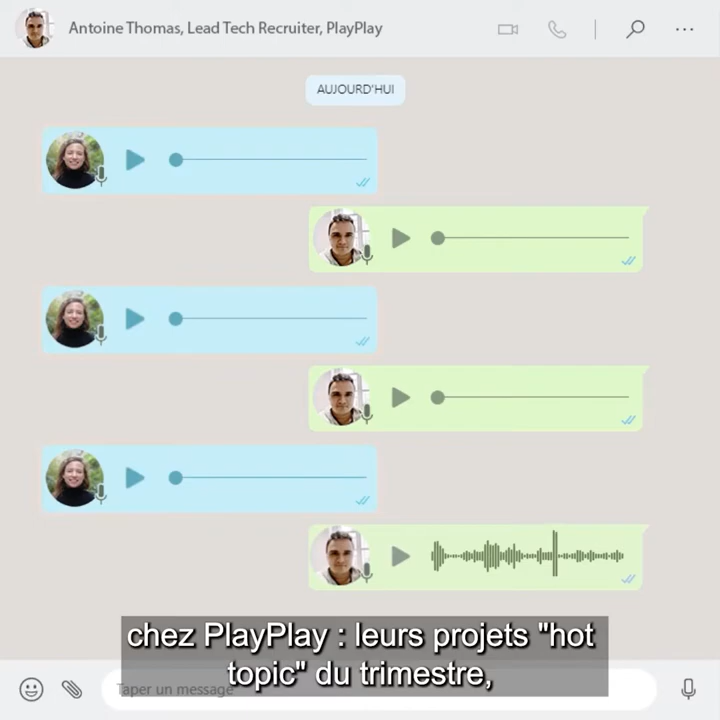 Antoine Thomas, Lead Tech Recruiter, PlayPlay
AUJOURD'HUI
chez PlayPlay : leurs projets "hot
topic" du trimestre,
Taper un message